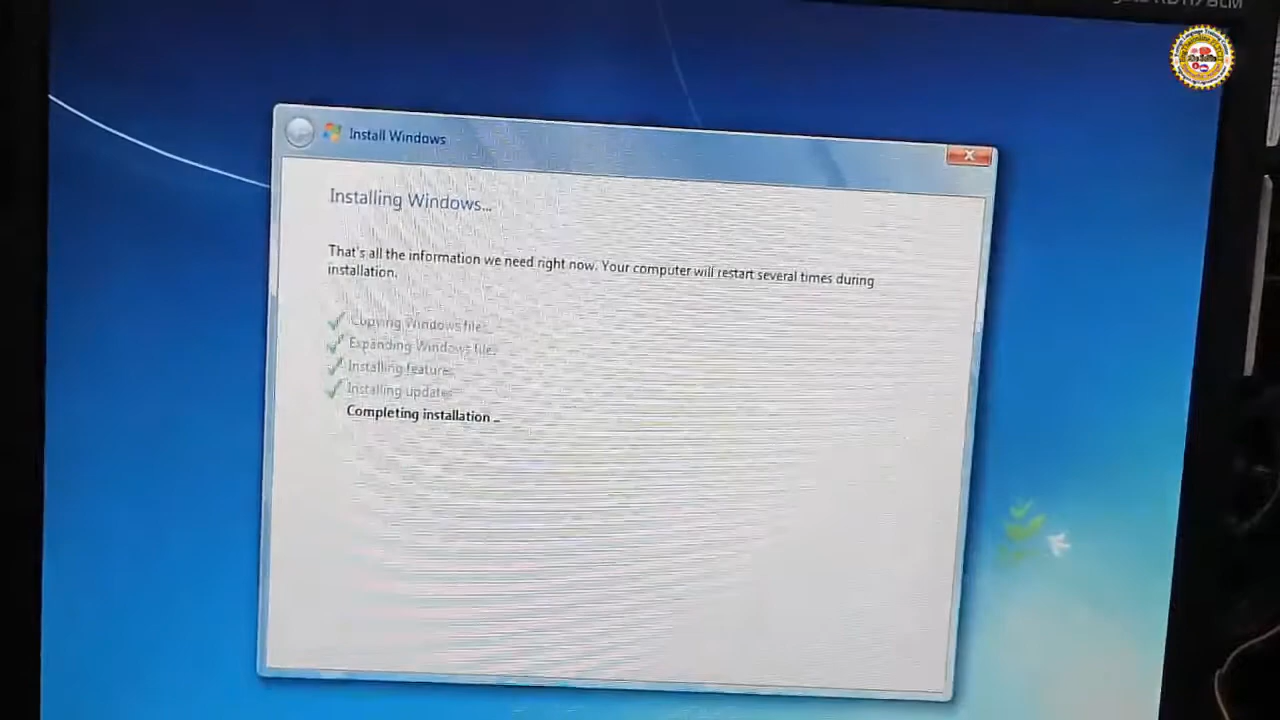 Install Windows
X
Installing Windows...
That's all the information we need right now. Your computer will restart several times during
installation.
Copying Windows files
Expanding Windows files
Installing features
Installing updates
Completing installation ...